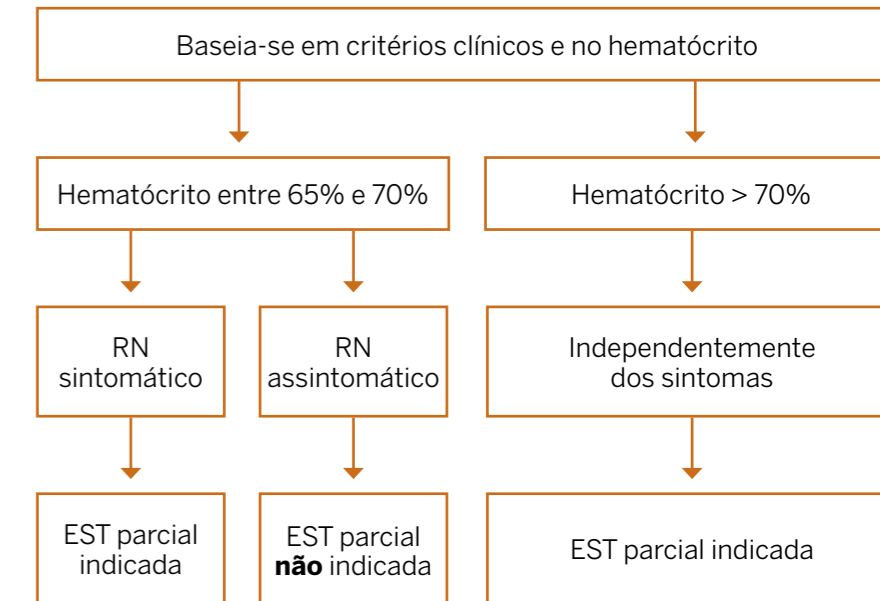 Baseia-se em critérios clínicos e no hematócrito
Hematócrito entre 65% e 70%
Hematócrito > 70%
RN
sintomático
RN
assintomático
Independentemente
dos sintomas
EST parcial
indicada
EST parcial
não indicada
EST parcial indicada